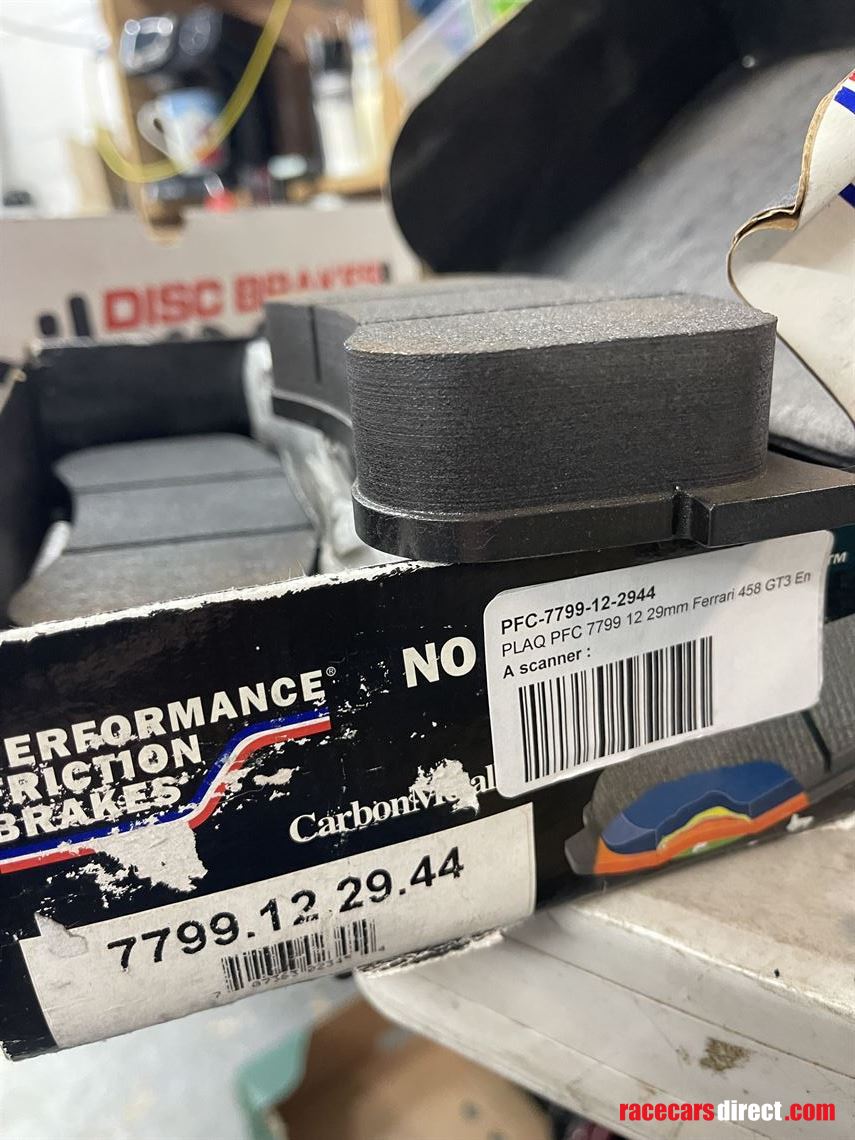 DISC BRAKES
PFC-7799-12-2944
PLAQ PFC 7799 12 29mm Ferrari 458 GT3 En
A scanner :
NO
ERFORMANCE®
RICTION
BRAKES
7799.12 29.44
TM
racecarsdirect.com